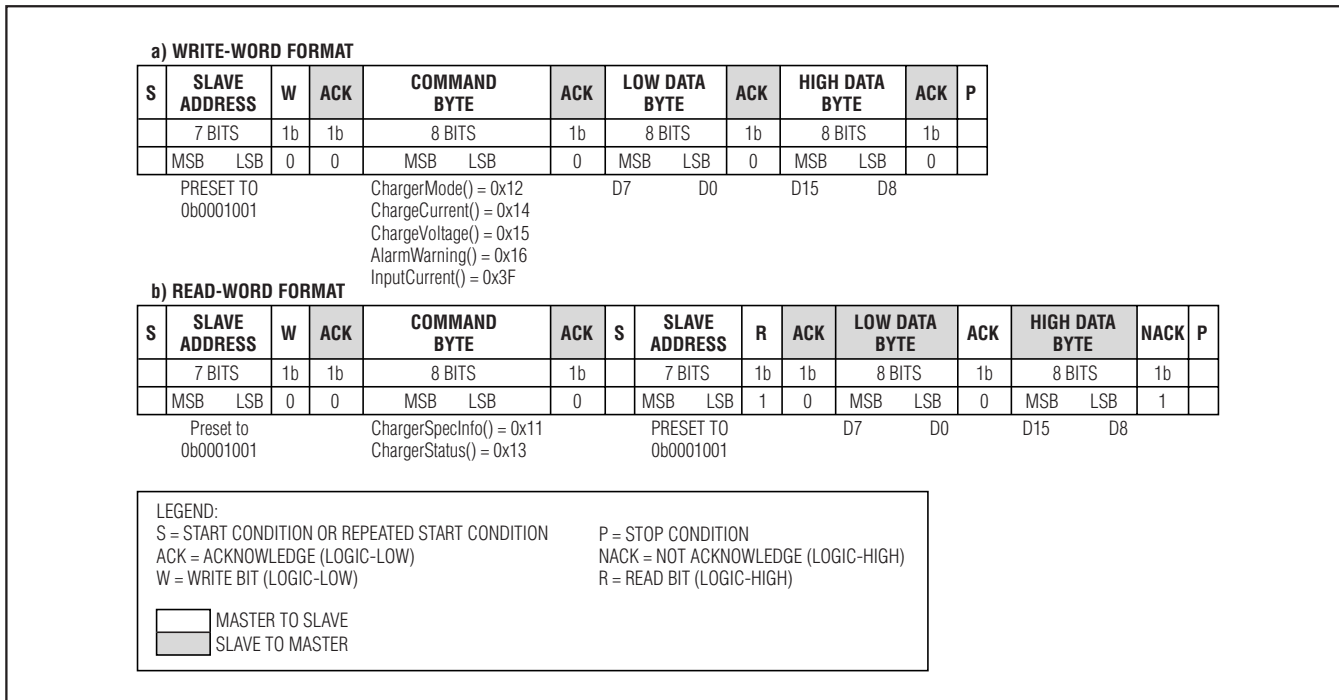 a) WRITE-WORD FORMAT
S SLAVE ADDRESS W ACK COMMAND BYTE ACK LOW DATA BYTE ACK HIGH DATA BYTE ACK P
7 BITS 1b 1b 8 BITS 1b 8 BITS 1b 8 BITS 1b
MSB LSB 0 0 MSB LSB 0 MSB LSB 0 MSB LSB 0
PRESET TO 0b0001001
ChargerMode() = 0x12
ChargeCurrent() = 0x14
ChargeVoltage() = 0x15
AlarmWarning() = 0x16
InputCurrent() = 0x3F
D7 D0 D15 D8
b) READ-WORD FORMAT
S SLAVE ADDRESS W ACK COMMAND BYTE ACK S SLAVE ADDRESS R ACK LOW DATA BYTE ACK HIGH DATA BYTE NACK P
7 BITS 1b 1b 8 BITS 1b 7 BITS 1b 1b 8 BITS 1b 8 BITS 1b
MSB LSB 0 0 MSB LSB 0 MSB LSB 1 0 MSB LSB 0 MSB LSB 1
Preset to 0b0001001
ChargerSpecInfo() = 0x11
ChargerStatus() = 0x13
PRESET TO 0b0001001
D7 D0 D15 D8
LEGEND:
S = START CONDITION OR REPEATED START CONDITION
ACK = ACKNOWLEDGE (LOGIC-LOW)
W = WRITE BIT (LOGIC-LOW)
P = STOP CONDITION
NACK = NOT ACKNOWLEDGE (LOGIC-HIGH)
R = READ BIT (LOGIC-HIGH)
MASTER TO SLAVE
SLAVE TO MASTER